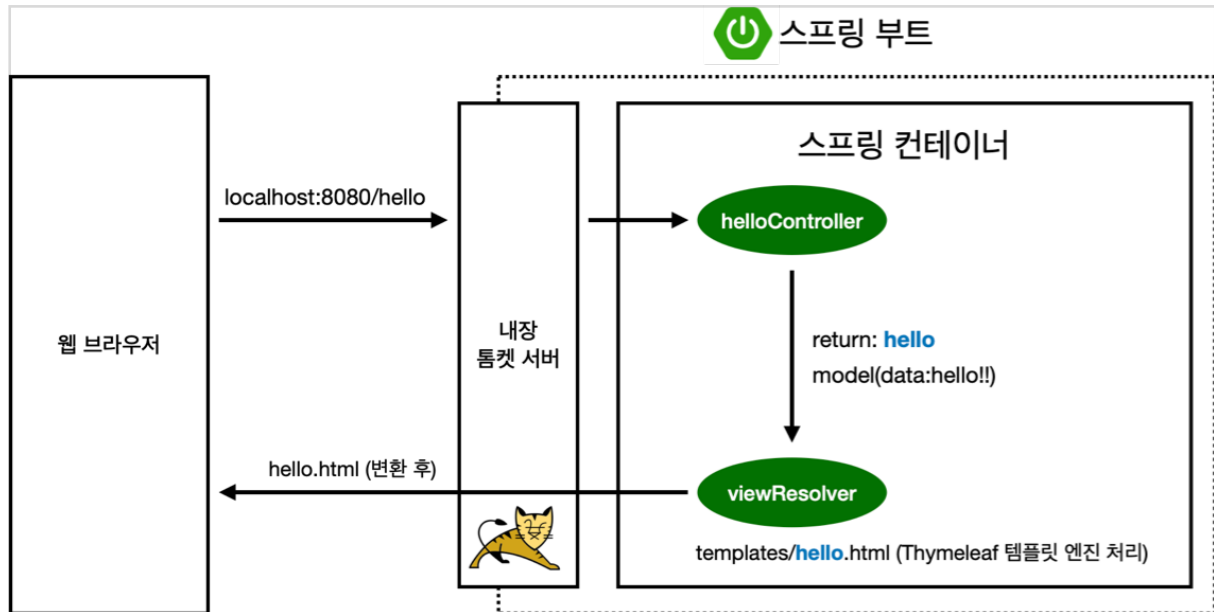 스프링 부트
스프링 컨테이너
localhost:8080/hello
helloController
웹 브라우저
내장
톰켓 서버
return: hello
model(data:hello!!)
hello.html (변환 후)
viewResolver
templates/hello.html (Thymeleaf 템플릿 엔진 처리)